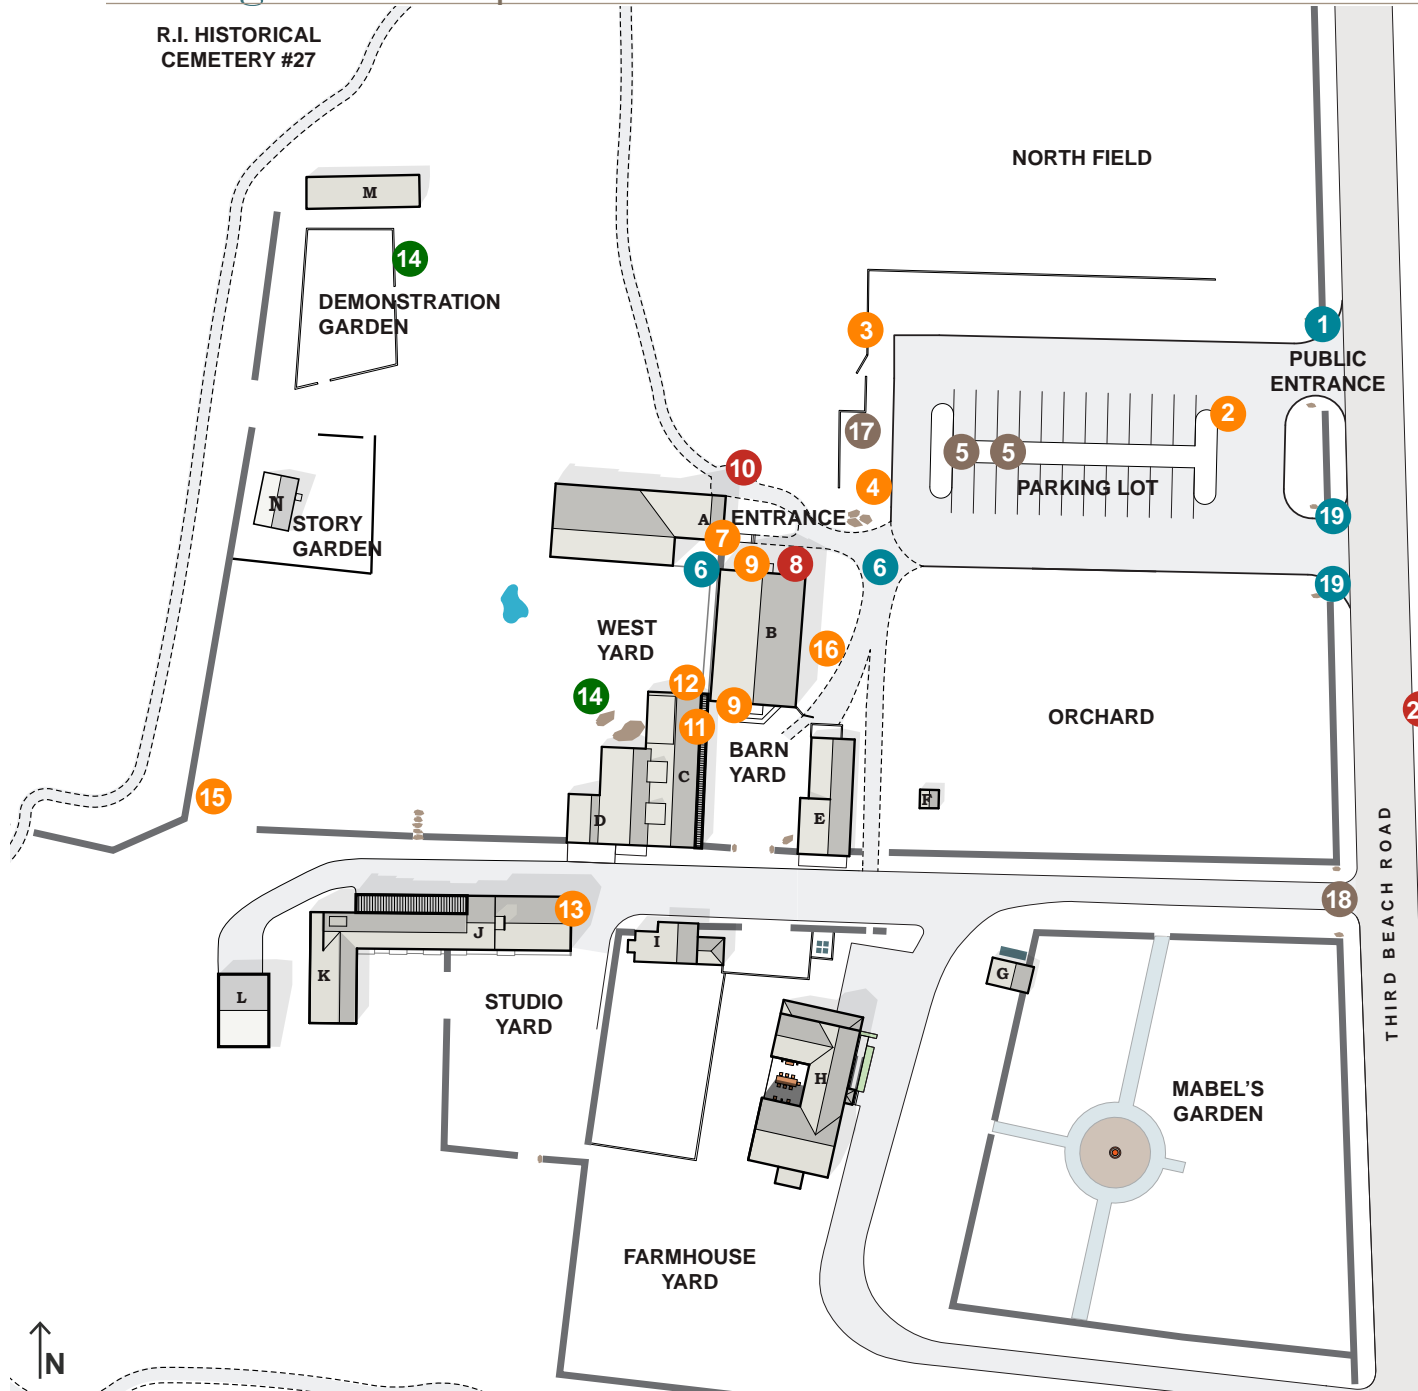 R.I. HISTORICAL
CEMETERY #27
NORTH FIELD
M
14
DEMONSTRATION
GARDEN
3
1
PUBLIC
ENTRANCE
2
17
5
5
10
4
PARKING LOT
N
STORY
GARDEN
A
ENTRANCE
19
7
6
9
8
6
19
WEST
YARD
B
16
12
14
9
11
ORCHARD
2
BARN
YARD
C
15
F
D
E
THIRD BEACH ROAD
18
13
J
I
K
G
L
STUDIO
YARD
H
MABEL'S
GARDEN
FARMHOUSE
YARD
N